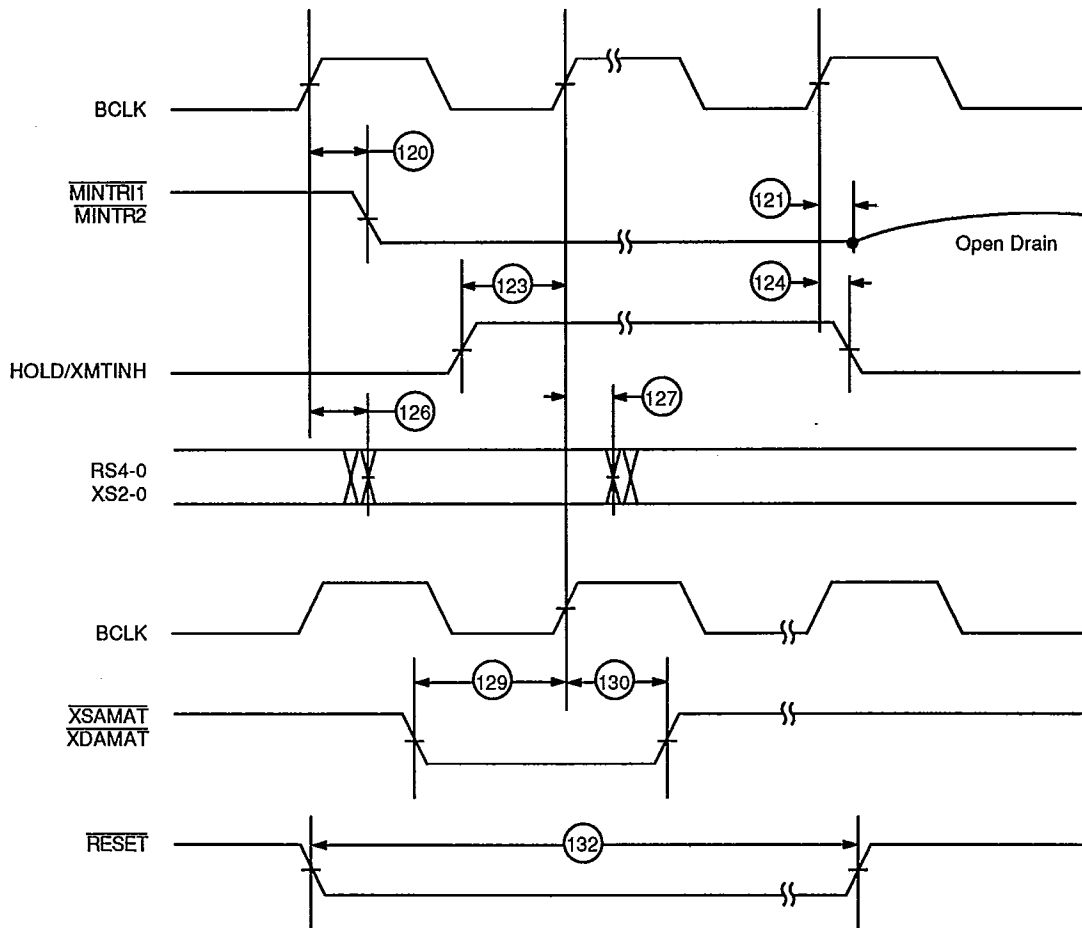 BCLK
120
MINTRI1
MINTR2
121
Open Drain
123
124
HOLD/XMTINH
126
127
RS4-0
XS2-0
BCLK
129
130
XSAMAT
XDAMAT
RESET
132